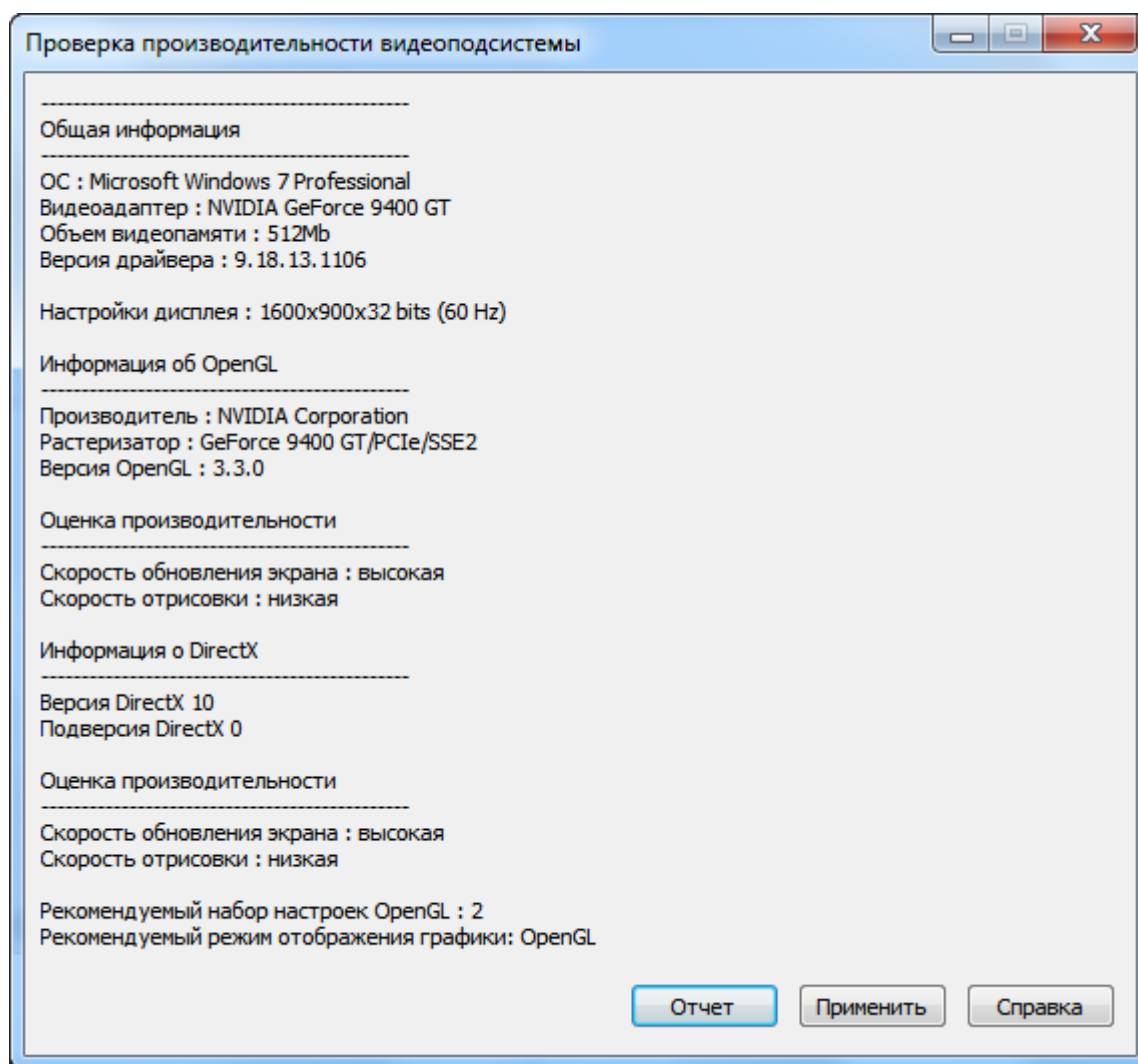 Проверка производительности видеоподсистемы
----------------------------------------------
Общая информация
----------------------------------------------
ОС : Microsoft Windows 7 Professional
Видеоадаптер : NVIDIA GeForce 9400 GT
Объем видеопамяти : 512Mb
Версия драйвера : 9.18.13.1106
Настройки дисплея : 1600x900x32 bits (60 Hz)
Информация об OpenGL
----------------------------------------------
Производитель : NVIDIA Corporation
Растеризатор : GeForce 9400 GT/PCIe/SSE2
Версия OpenGL : 3.3.0
Оценка производительности
----------------------------------------------
Скорость обновления экрана : высокая
Скорость отрисовки : низкая
Информация о DirectX
----------------------------------------------
Версия DirectX 10
Подверсия DirectX 0
Оценка производительности
----------------------------------------------
Скорость обновления экрана : высокая
Скорость отрисовки : низкая
Рекомендуемый набор настроек OpenGL : 2
Рекомендуемый режим отображения графики: OpenGL
Отчет Применить Справка